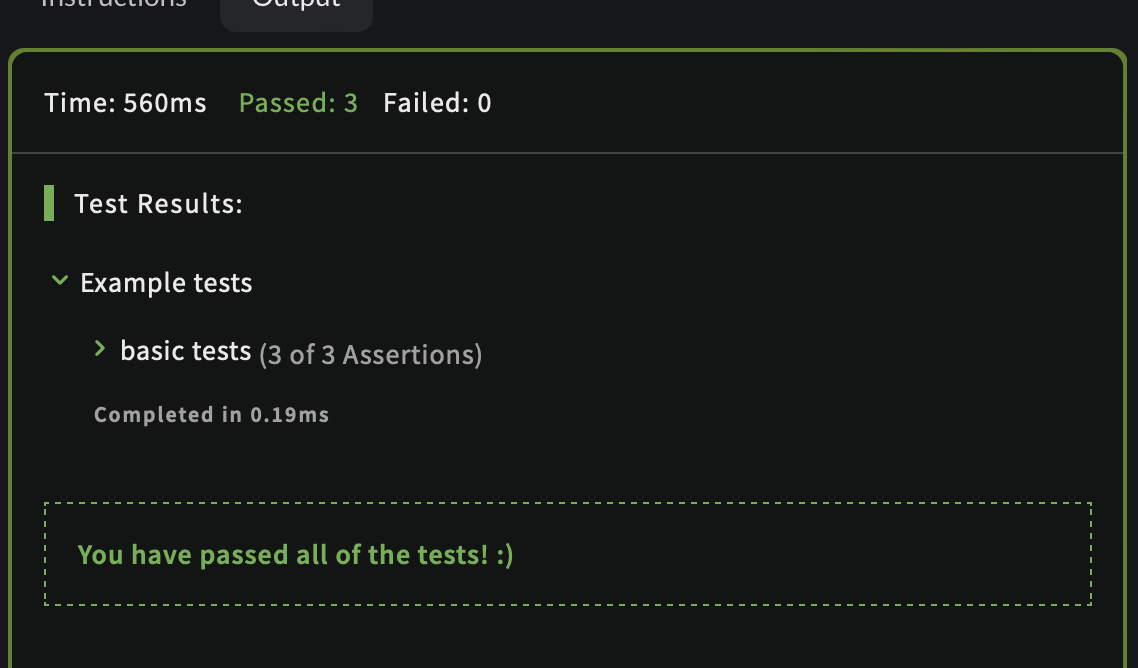 Instructions Output
Time: 560ms Passed: 3 Failed: 0
Test Results:
Example tests
basic tests (3 of 3 Assertions)
Completed in 0.19ms
You have passed all of the tests! :)